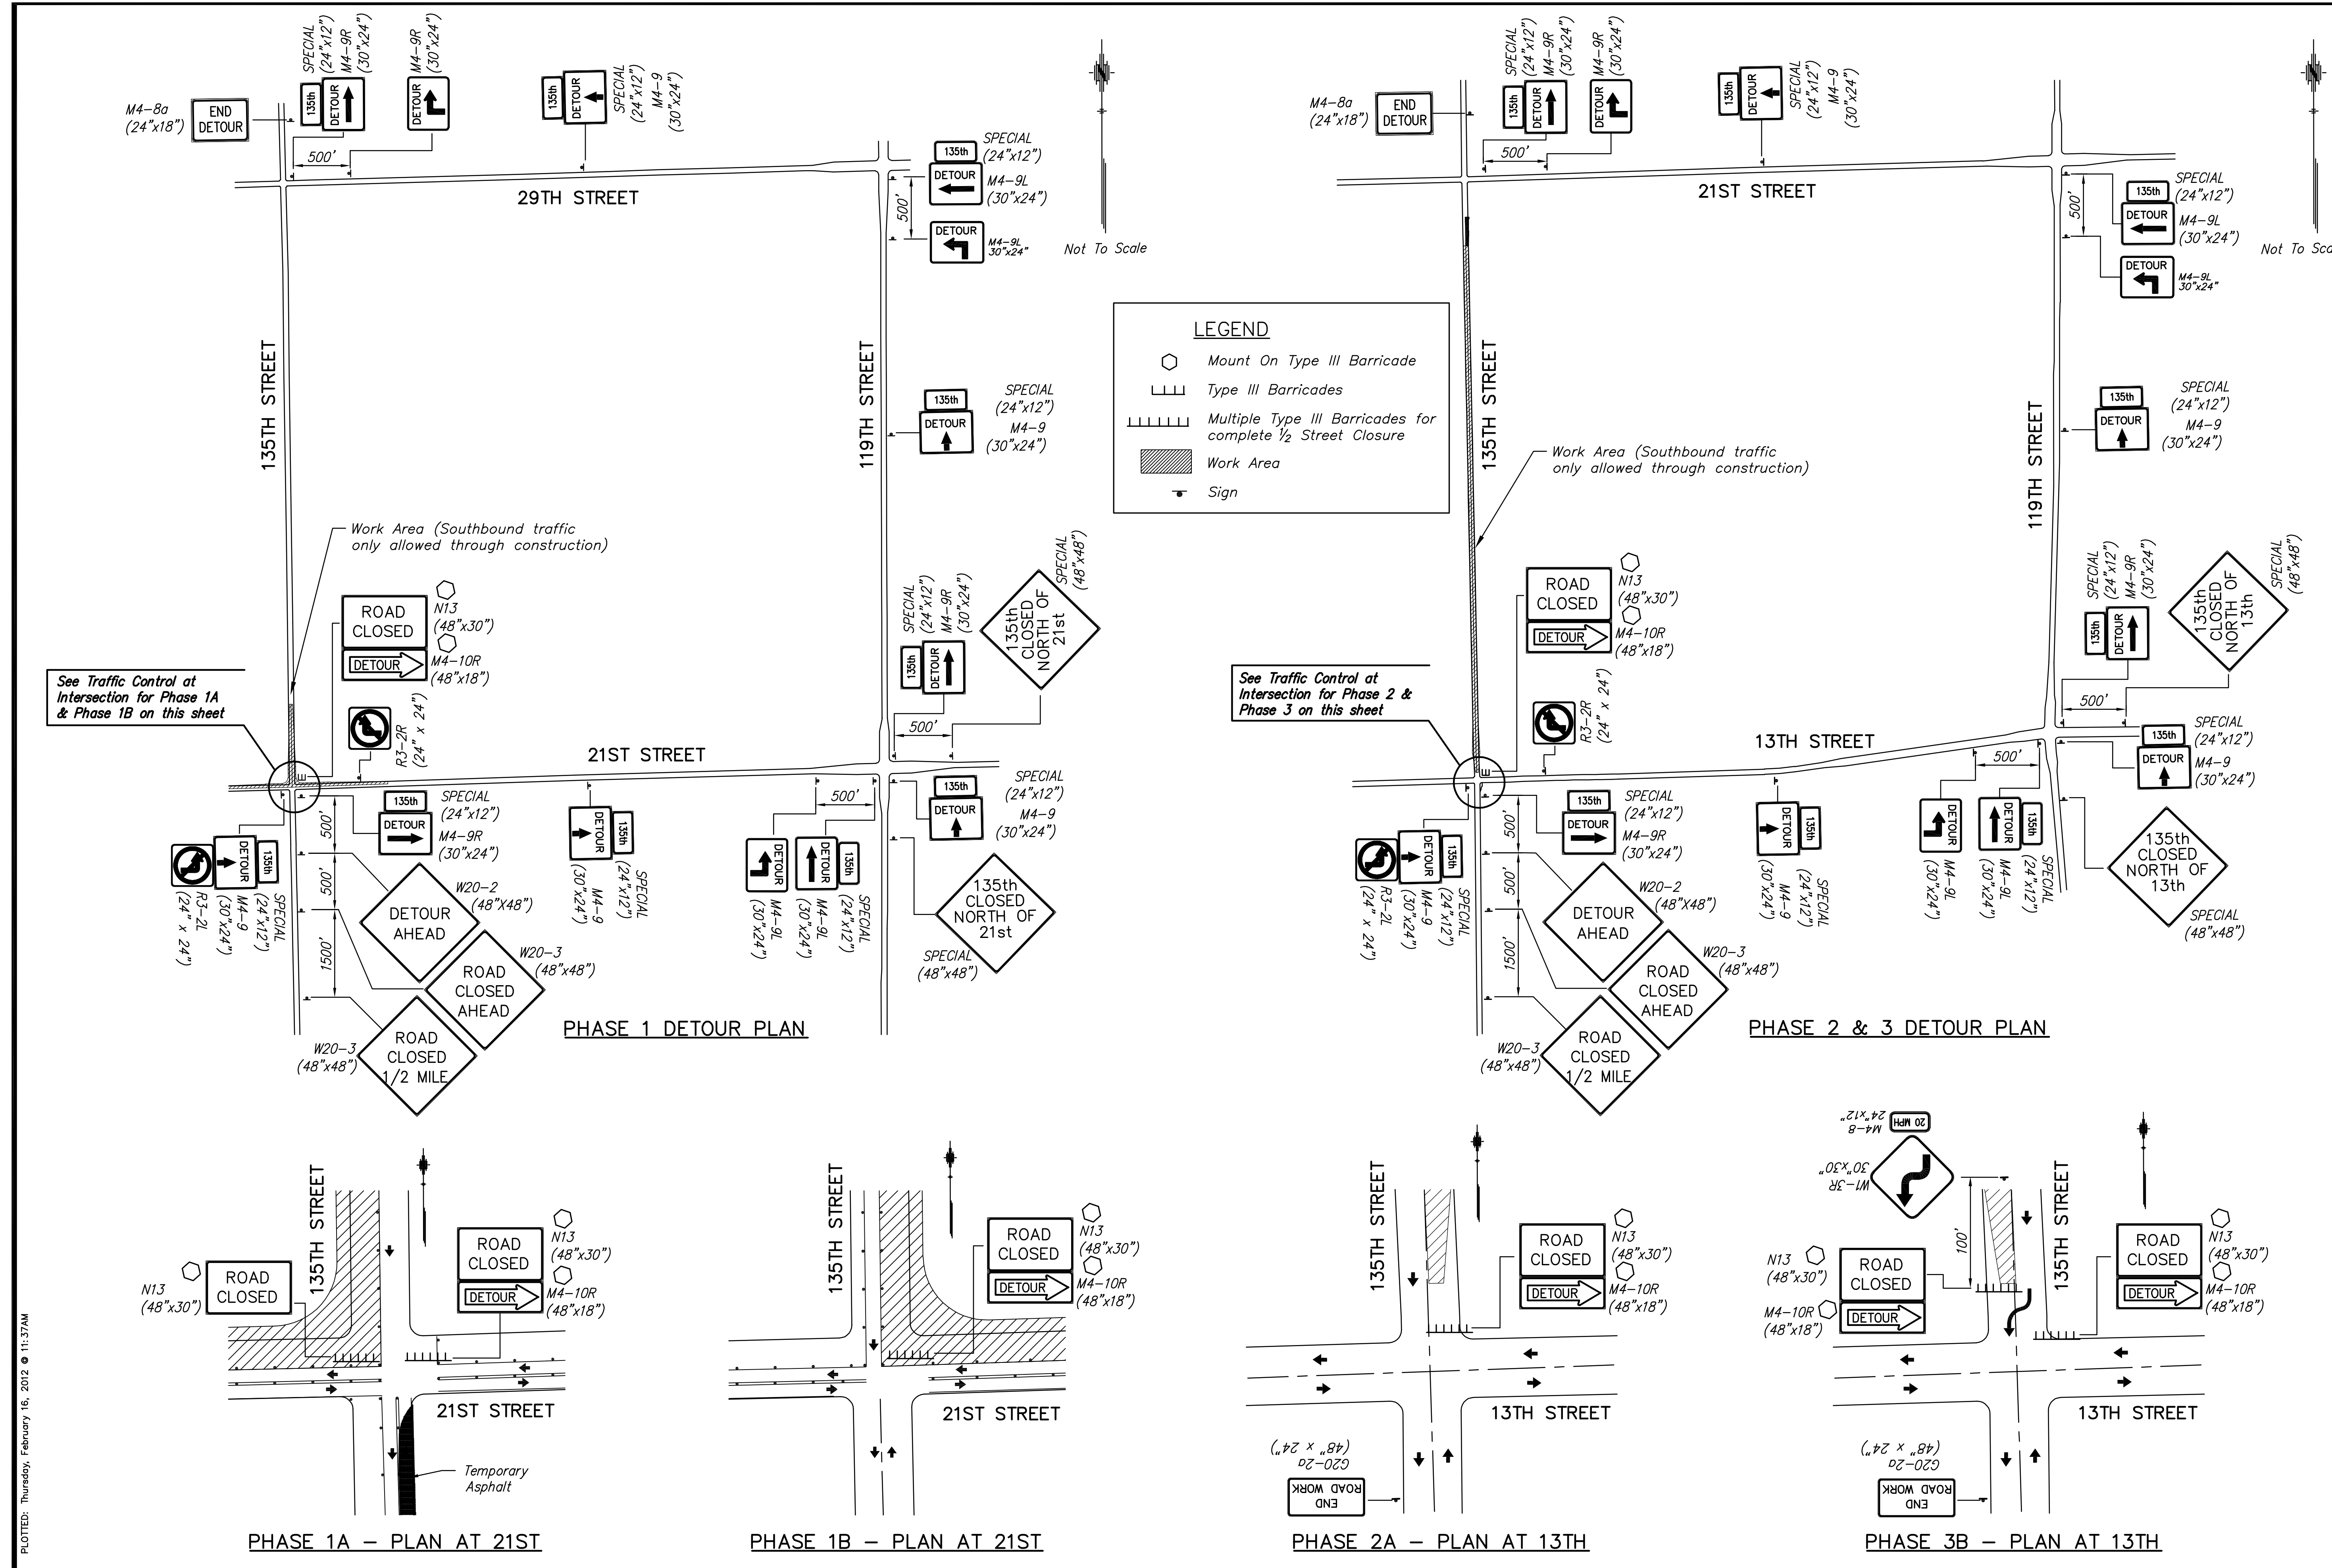 SPECIAL
(24"x12")
M4-9R
(30"x24")
M4-9R
(30"x24")
M4-8a
(24"x18")
END
DETOUR
135th
DETOUR
DETOUR
500'
135th
DETOUR
SPECIAL
(24"x12")
M4-9
(30"x24")
29TH STREET
135th
DETOUR
SPECIAL
(24"x12")
M4-9L
(30"x24")
500'
DETOUR
M4-9L
30"x24"
Not To Scale
135TH STREET
119TH STREET
135th
DETOUR
SPECIAL
(24"x12")
M4-9
(30"x24")
Work Area (Southbound traffic
only allowed through construction)
ROAD
CLOSED
N13
(48"x30")
DETOUR
M4-10R
(48"x18")
R3-2R
(24" x 24")
See Traffic Control at
Intersection for Phase 1A
& Phase 1B on this sheet
SPECIAL
(24"x12")
M4-9R
(30"x24")
135th
DETOUR
135th
CLOSED
NORTH OF
21st
SPECIAL
(48"x48")
500'
21ST STREET
135th
DETOUR
SPECIAL
(24"x12")
M4-9R
(30"x24")
500'
500'
1500'
DETOUR
135th
R3-2L
(24" x 24")
M4-9
(30"x24")
SPECIAL
(24"x12")
DETOUR
AHEAD
W20-2
(48"x48")
ROAD
CLOSED
AHEAD
W20-3
(48"x48")
ROAD
CLOSED
1/2 MILE
W20-3
(48"x48")
DETOUR
135th
SPECIAL
(24"x12")
M4-9
(30"x24")
500'
DETOUR
M4-9L
(30"x24")
DETOUR
135th
SPECIAL
(24"x12")
M4-9L
(30"x24")
135th
DETOUR
SPECIAL
(24"x12")
M4-9
(30"x24")
135th
CLOSED
NORTH OF
21st
SPECIAL
(48"x48")
PHASE 1 DETOUR PLAN
LEGEND
Mount On Type III Barricade
Type III Barricades
Multiple Type III Barricades for
complete ½ Street Closure
Work Area
Sign
SPECIAL
(24"x12")
M4-9R
(30"x24")
M4-9R
(30"x24")
M4-8a
(24"x18")
END
DETOUR
135th
DETOUR
DETOUR
500'
135th
DETOUR
SPECIAL
(24"x12")
M4-9
(30"x24")
21ST STREET
135th
DETOUR
SPECIAL
(24"x12")
M4-9L
(30"x24")
500'
DETOUR
M4-9L
30"x24"
Not To Sca
135TH STREET
119TH STREET
135th
DETOUR
SPECIAL
(24"x12")
M4-9
(30"x24")
Work Area (Southbound traffic
only allowed through construction)
ROAD
CLOSED
N13
(48"x30")
DETOUR
M4-10R
(48"x18")
R3-2R
(24" x 24")
See Traffic Control at
Intersection for Phase 2 &
Phase 3 on this sheet
SPECIAL
(24"x12")
M4-9R
(30"x24")
135th
DETOUR
135th
CLOSED
NORTH OF
13th
SPECIAL
(48"x48")
500'
13TH STREET
500'
135th
DETOUR
SPECIAL
(24"x12")
M4-9
(30"x24")
135th
DETOUR
SPECIAL
(24"x12")
M4-9R
(30"x24")
500'
500'
1500'
DETOUR
135th
R3-2L
(24" x 24")
M4-9
(30"x24")
SPECIAL
(24"x12")
DETOUR
AHEAD
W20-2
(48"x48")
ROAD
CLOSED
AHEAD
W20-3
(48"x48")
ROAD
CLOSED
1/2 MILE
W20-3
(48"x48")
DETOUR
135th
SPECIAL
(24"x12")
M4-9
(30"x24")
DETOUR
M4-9L
(30"x24")
DETOUR
135th
SPECIAL
(24"x12")
M4-9L
(30"x24")
135th
CLOSED
NORTH OF
13th
SPECIAL
(48"x48")
PHASE 2 & 3 DETOUR PLAN
135TH STREET
N13
(48"x30")
ROAD
CLOSED
ROAD
CLOSED
N13
(48"x30")
DETOUR
M4-10R
(48"x18")
21ST STREET
Temporary
Asphalt
PHASE 1A - PLAN AT 21ST
135TH STREET
ROAD
CLOSED
N13
(48"x30")
DETOUR
M4-10R
(48"x18")
21ST STREET
PHASE 1B - PLAN AT 21ST
135TH STREET
ROAD
CLOSED
N13
(48"x30")
DETOUR
M4-10R
(48"x18")
13TH STREET
G20-2a
(48" x 24")
END
ROAD WORK
PHASE 2A - PLAN AT 13TH
M4-8
24"x12"
20 MPH
W1-3R
30"x30"
100'
135TH STREET
N13
(48"x30")
ROAD
CLOSED
M4-10R
(48"x18")
DETOUR
ROAD
CLOSED
N13
(48"x30")
DETOUR
M4-10R
(48"x18")
13TH STREET
G20-2a
(48" x 24")
END
ROAD WORK
PHASE 3B - PLAN AT 13TH
PLOTTED: Thursday, February 16, 2012 @ 11:37AM